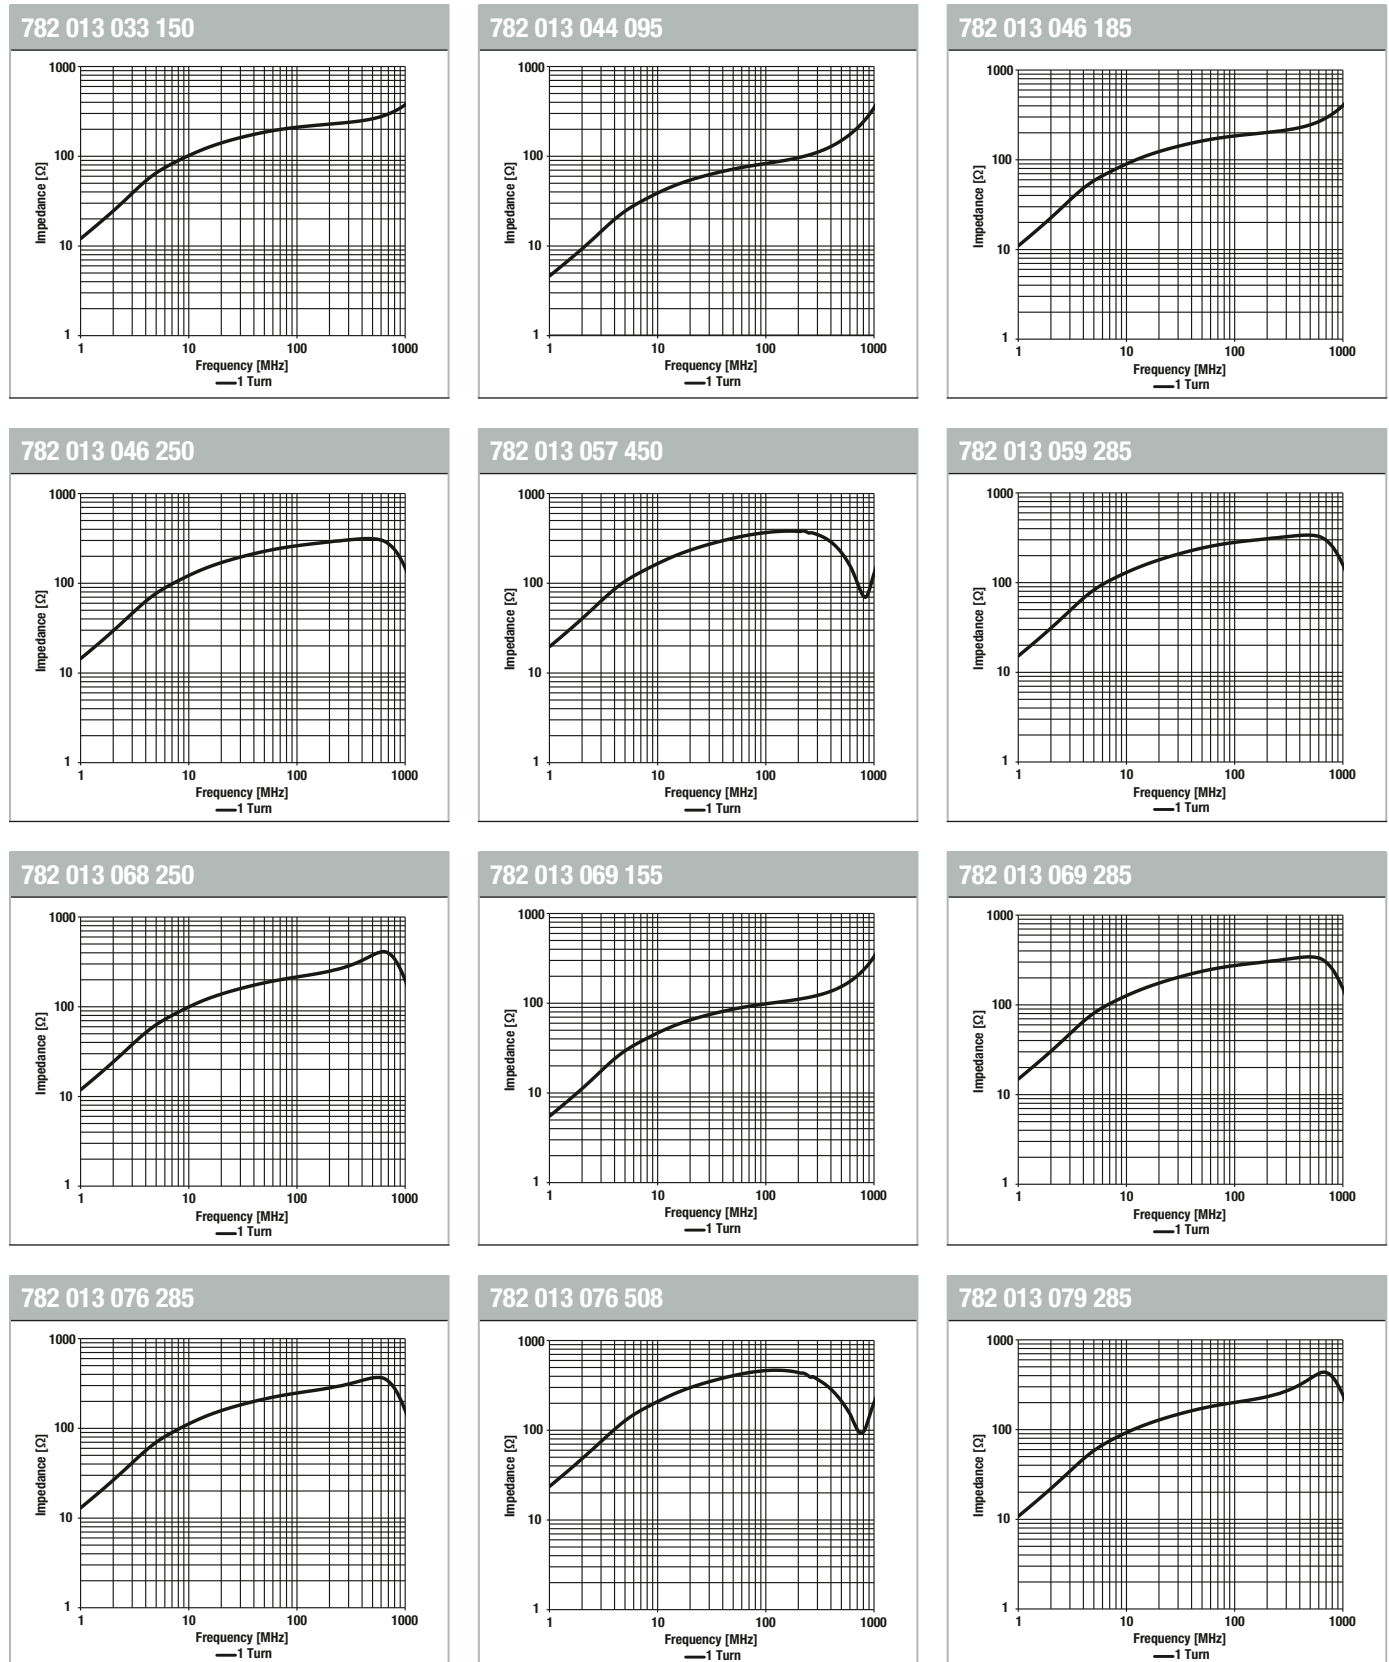 782 013 033 150
1000
100
10
1
Impedance [Ω]
1 10 100 1000
Frequency [MHz]
1 Turn
782 013 044 095
1000
100
10
1
Impedance [Ω]
1 10 100 1000
Frequency [MHz]
1 Turn
782 013 046 185
1000
100
10
1
Impedance [Ω]
1 10 100 1000
Frequency [MHz]
1 Turn
782 013 046 250
1000
100
10
1
Impedance [Ω]
1 10 100 1000
Frequency [MHz]
1 Turn
782 013 057 450
1000
100
10
1
Impedance [Ω]
1 10 100 1000
Frequency [MHz]
1 Turn
782 013 059 285
1000
100
10
1
Impedance [Ω]
1 10 100 1000
Frequency [MHz]
1 Turn
782 013 068 250
1000
100
10
1
Impedance [Ω]
1 10 100 1000
Frequency [MHz]
1 Turn
782 013 069 155
1000
100
10
1
Impedance [Ω]
1 10 100 1000
Frequency [MHz]
1 Turn
782 013 069 285
1000
100
10
1
Impedance [Ω]
1 10 100 1000
Frequency [MHz]
1 Turn
782 013 076 285
1000
100
10
1
Impedance [Ω]
1 10 100 1000
Frequency [MHz]
1 Turn
782 013 076 508
1000
100
10
1
Impedance [Ω]
1 10 100 1000
Frequency [MHz]
1 Turn
782 013 079 285
1000
100
10
1
Impedance [Ω]
1 10 100 1000
Frequency [MHz]
1 Turn